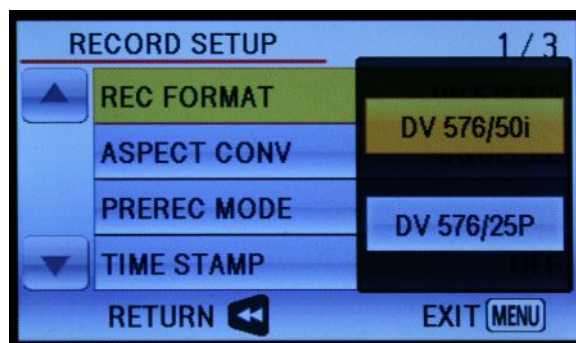 RECORD SETUP 1/3
REC FORMAT
DV 576/50i
ASPECT CONV
PREREC MODE
DV 576/25P
TIME STAMP OFF
RETURN EXIT MENU